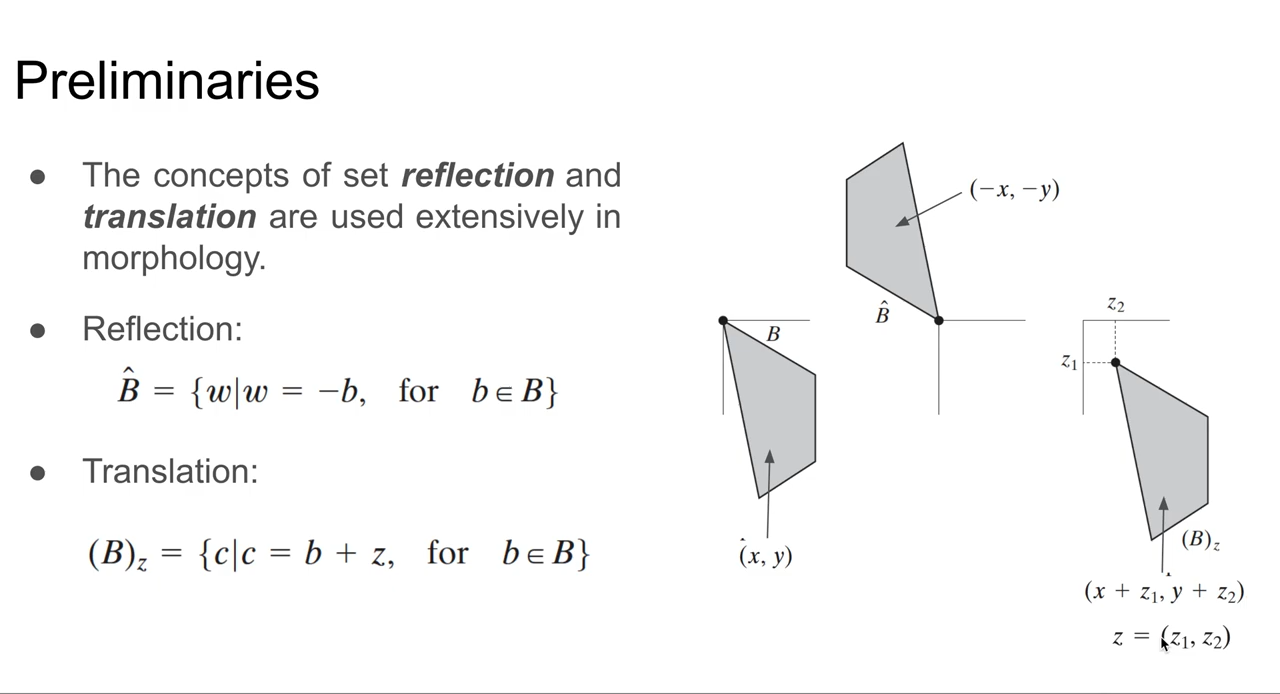 Preliminaries
● The concepts of set reflection and
translation are used extensively in
morphology.
● Reflection:
B̂ = {w|w = −b, for b ∈ B}
● Translation:
(B)z = {c|c = b + z, for b ∈ B}
(−x, −y)
B̂
B
(x, y)
z2
z1
(B)z
(x + z1, y + z2)
z = (z1, z2)